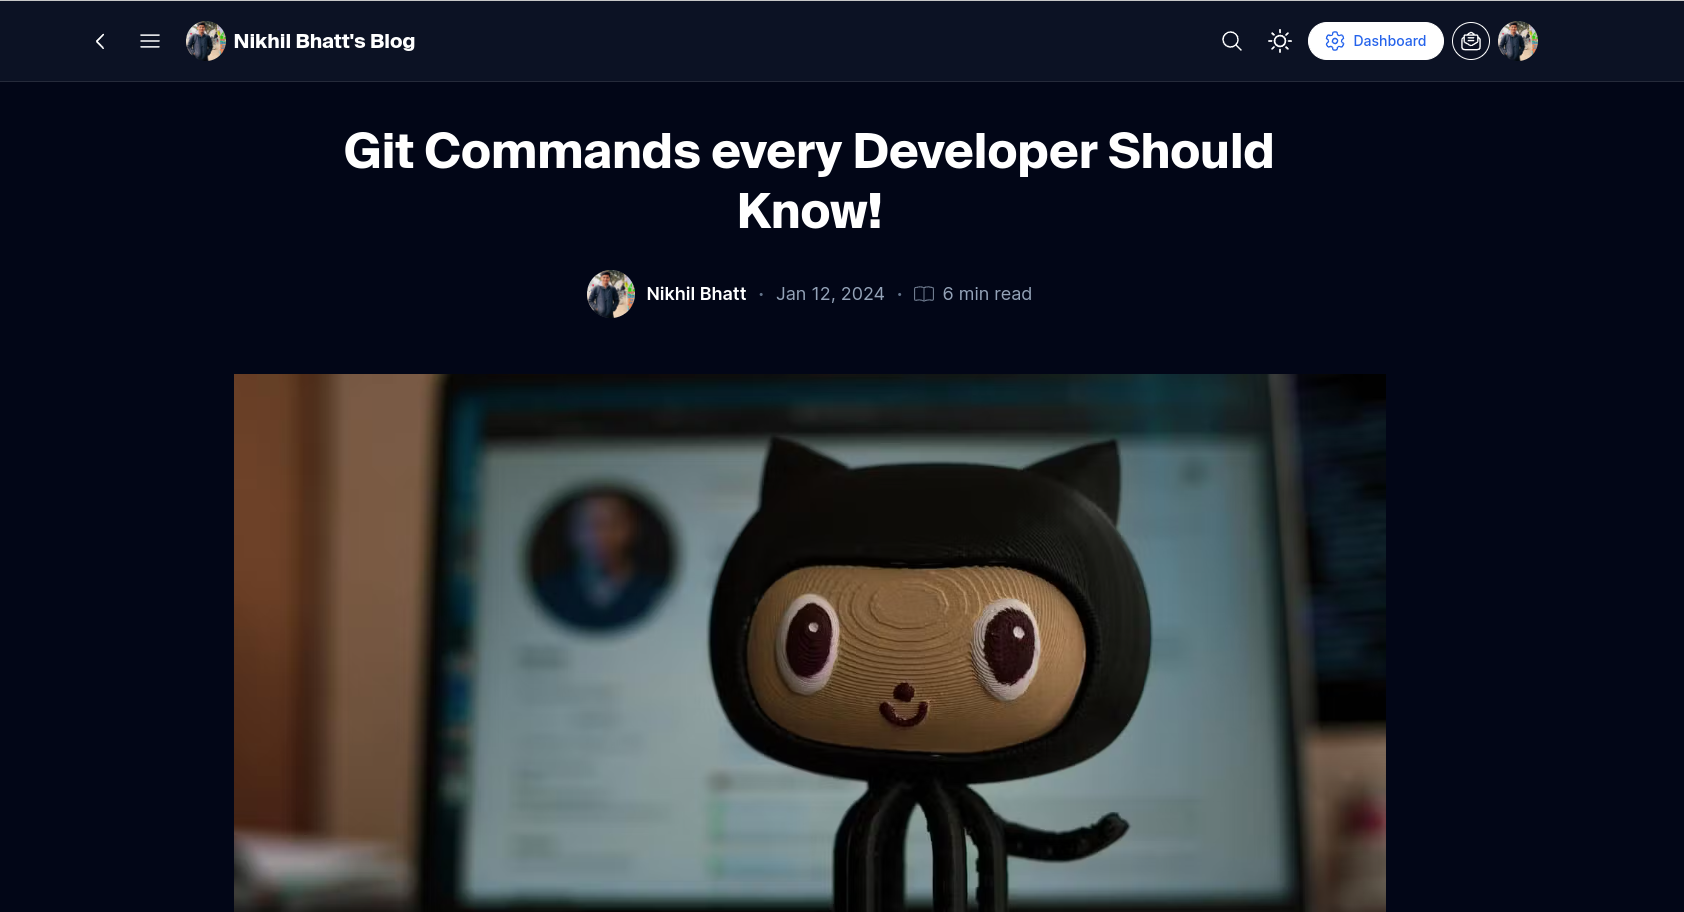 Nikhil Bhatt's Blog
Dashboard
Git Commands every Developer Should
Know!
Nikhil Bhatt · Jan 12, 2024 · 6 min read